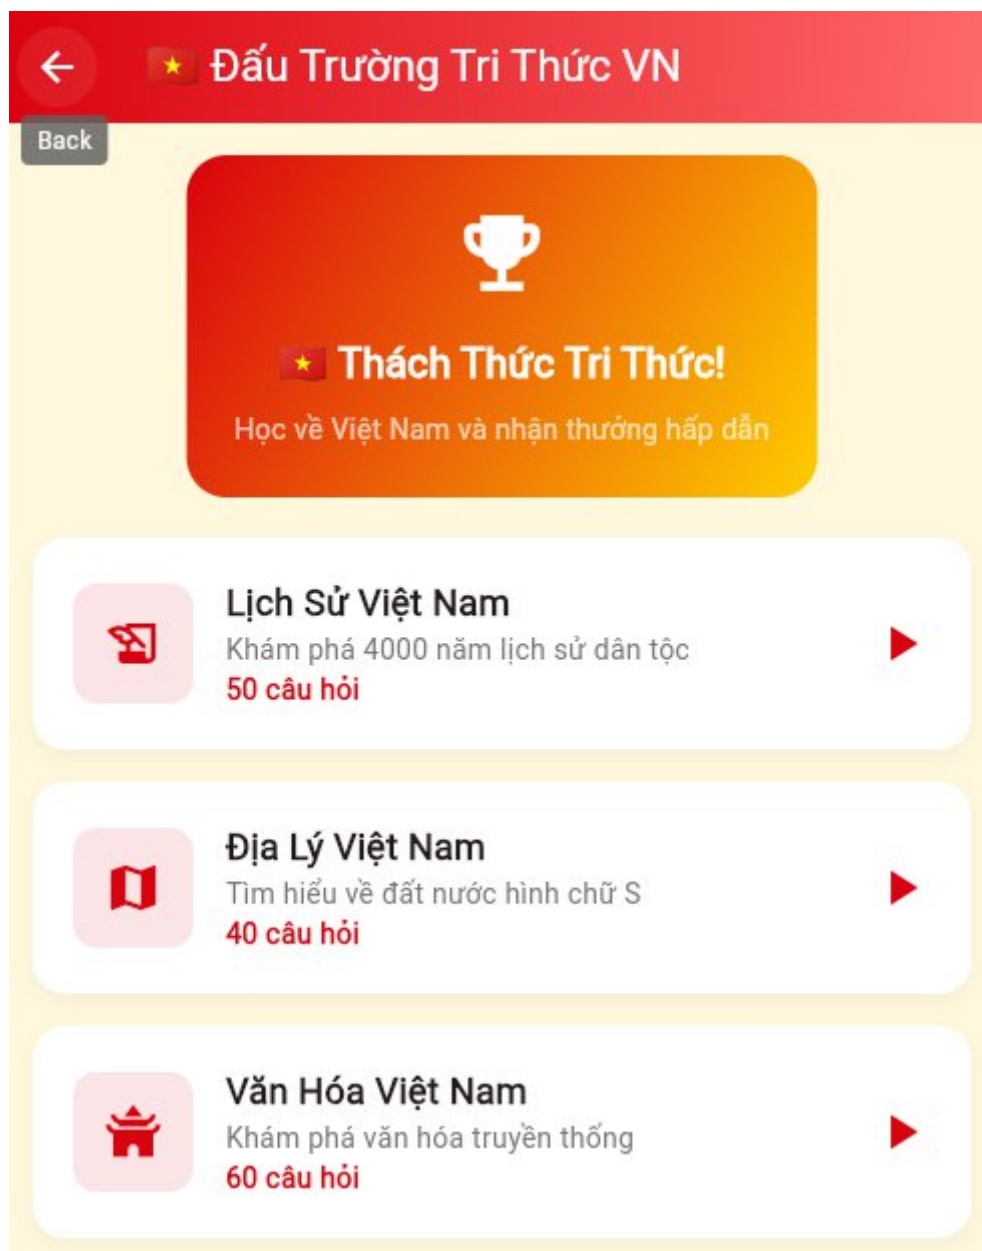 Đấu Trường Tri Thức VN
Back
Thách Thức Tri Thức!
Học về Việt Nam và nhận thưởng hấp dẫn
Lịch Sử Việt Nam
Khám phá 4000 năm lịch sử dân tộc
50 câu hỏi
Địa Lý Việt Nam
Tìm hiểu về đất nước hình chữ S
40 câu hỏi
Văn Hóa Việt Nam
Khám phá văn hóa truyền thống
60 câu hỏi